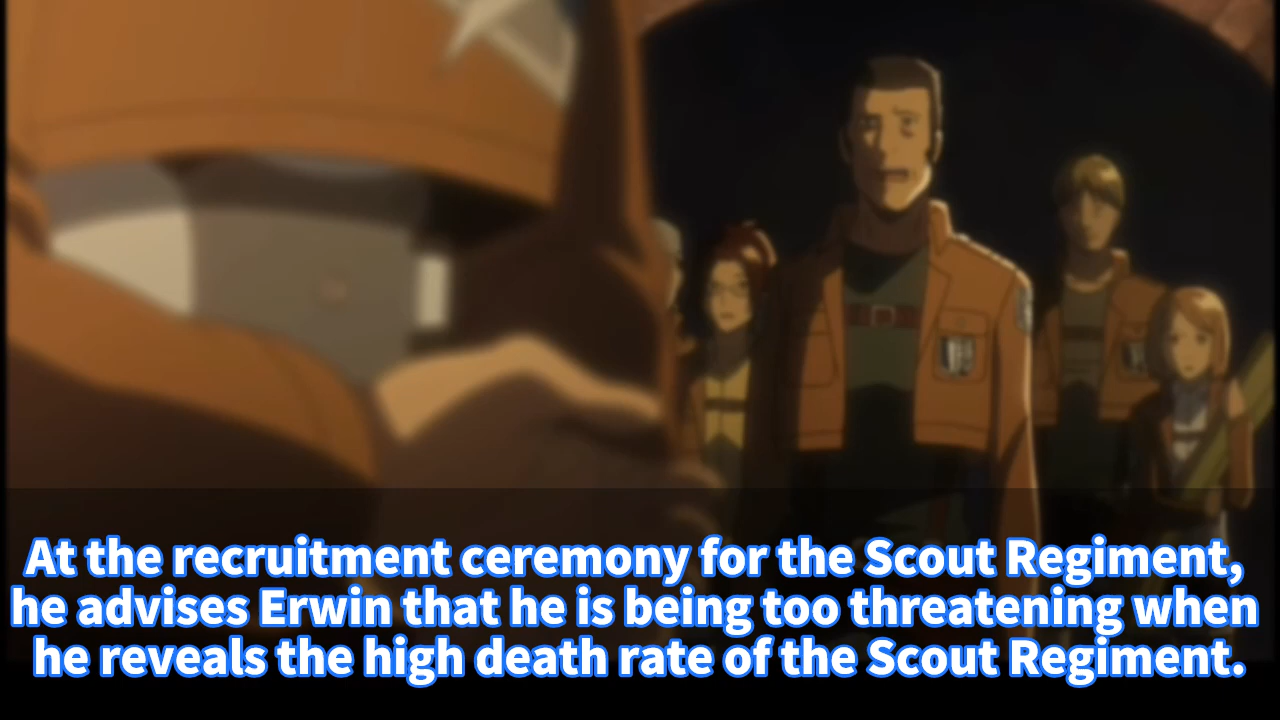 At the recruitment ceremony for the Scout Regiment,
he advises Erwin that he is being too threatening when
he reveals the high death rate of the Scout Regiment.